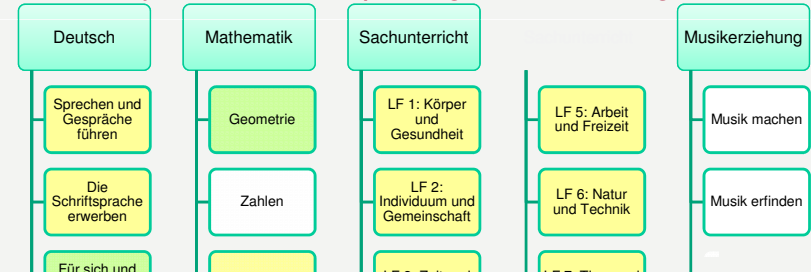 Deutsch
Mathematik
Sachunterricht
Musikerziehung
Sprechen und
Gespräche
führen
Geometrie
LF 1: Körper
und
Gesundheit
LF 5: Arbeit
und Freizeit
Musik machen
Die
Schriftsprache
erwerben
Zahlen
LF 2:
Individuum und
Gemeinschaft
LF 6: Natur
und Technik
Musik erfinden
Für sich und